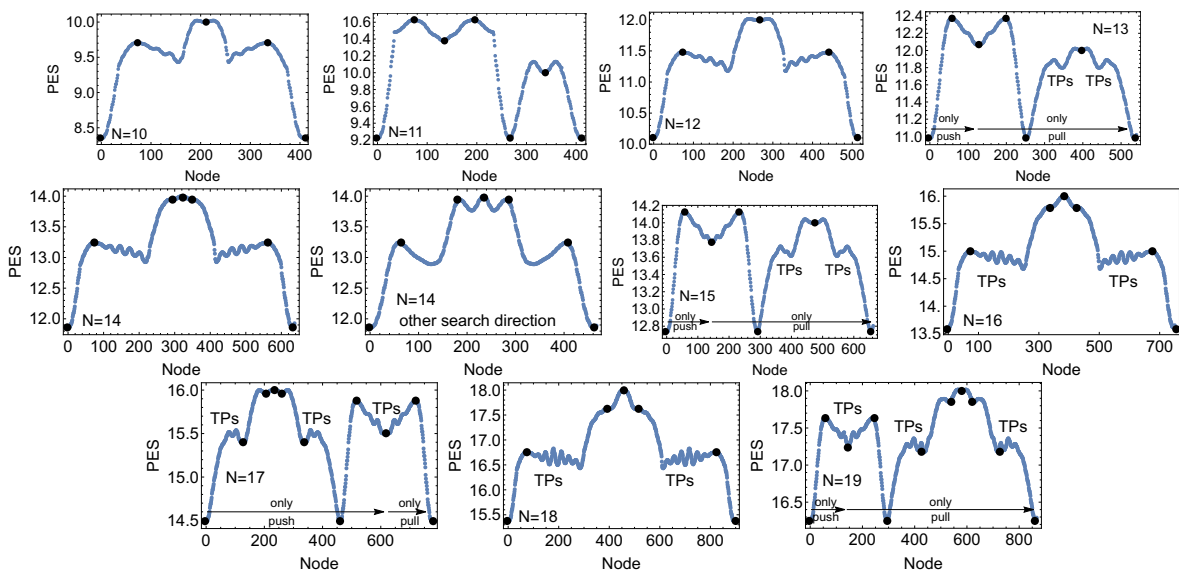 PES
10.0
9.5
9.0
8.5
N=10
0 100 200 300 400
Node
PES
10.6
10.4
10.2
10.0
9.8
9.6
9.4
9.2
N=11
0 100 200 300 400
Node
PES
12.0
11.5
11.0
10.5
10.0
N=12
0 100 200 300 400 500
Node
PES
12.4
12.2
12.0
11.8
11.6
11.4
11.2
11.0
N=13
TPs TPs
only only
push pull
0 100 200 300 400 500
Node
PES
14.0
13.5
13.0
12.5
12.0
N=14
0 100 200 300 400 500 600
Node
PES
14.0
13.5
13.0
12.5
12.0
N=14
other search direction
0 100 200 300 400
Node
PES
14.2
14.0
13.8
13.6
13.4
13.2
13.0
12.8
TPs TPs
N=15
only only
push pull
0 100 200 300 400 500 600
Node
PES
16.
15.5
15.0
14.5
14.0
13.5
TPs TPs
N=16
0 100 300 500 700
Node
PES
16.0
15.5
15.0
14.5
TPs TPs TPs
N=17
only only
push pull
0 200 400 600
Node
PES
18.0
17.5
17.0
16.5
16.0
15.5
TPs TPs
N=18
0 200 400 600 800
Node
PES
18.0
17.5
17.0
16.5
TPs TPs TPs
N=19
only only
push pull
0 200 400 600 800
Node